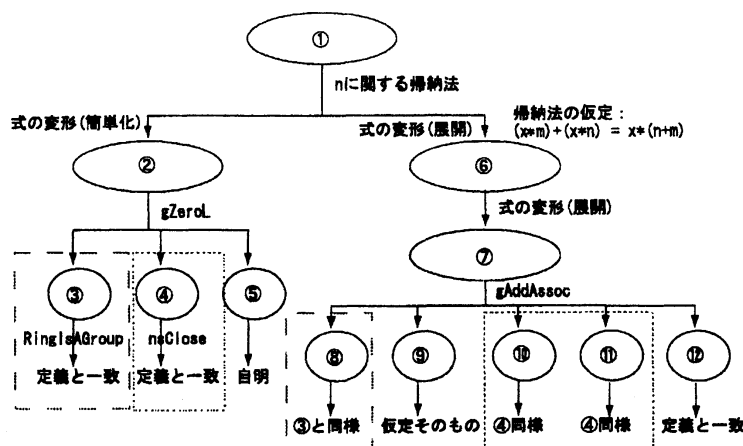 ①
nに関する帰納法
式の変形(簡単化)
式の変形(展開)
帰納法の仮定：
(x*m)+(x*n) = x*(n+m)
②
⑥
gZeroL
式の変形(展開)
⑦
gAddAssoc
③
④
⑤
RingIsAGroup
nsClose
定義と一致
定義と一致
自明
⑧
⑨
⑩
⑪
⑫
③と同様
仮定そのもの
④同様
④同様
定義と一致